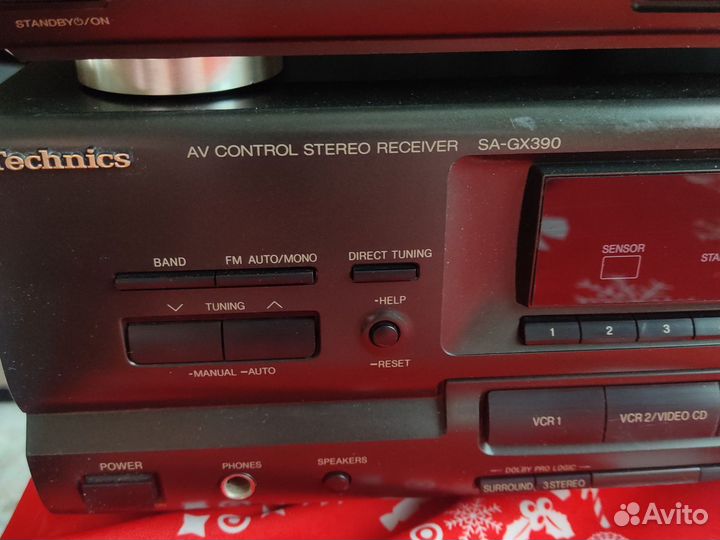 STANDBY⏻/ON
Technics
AV CONTROL STEREO RECEIVER SA-GX390
BAND FM AUTO/MONO DIRECT TUNING
SENSOR
TUNING
-HELP
1 2 3
-MANUAL —AUTO
—RESET
VCR 1 VCR 2/VIDEO CD
POWER PHONES SPEAKERS
DOLBY PRO LOGIC
SURROUND 3 STEREO
Avito